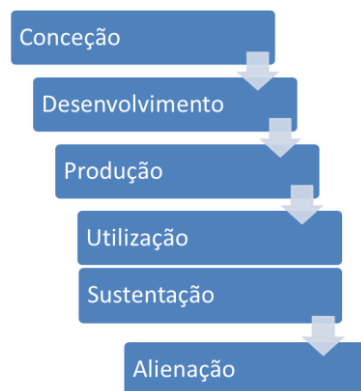 Conceção
Desenvolvimento
Produção
Utilização
Sustentação
Alienação